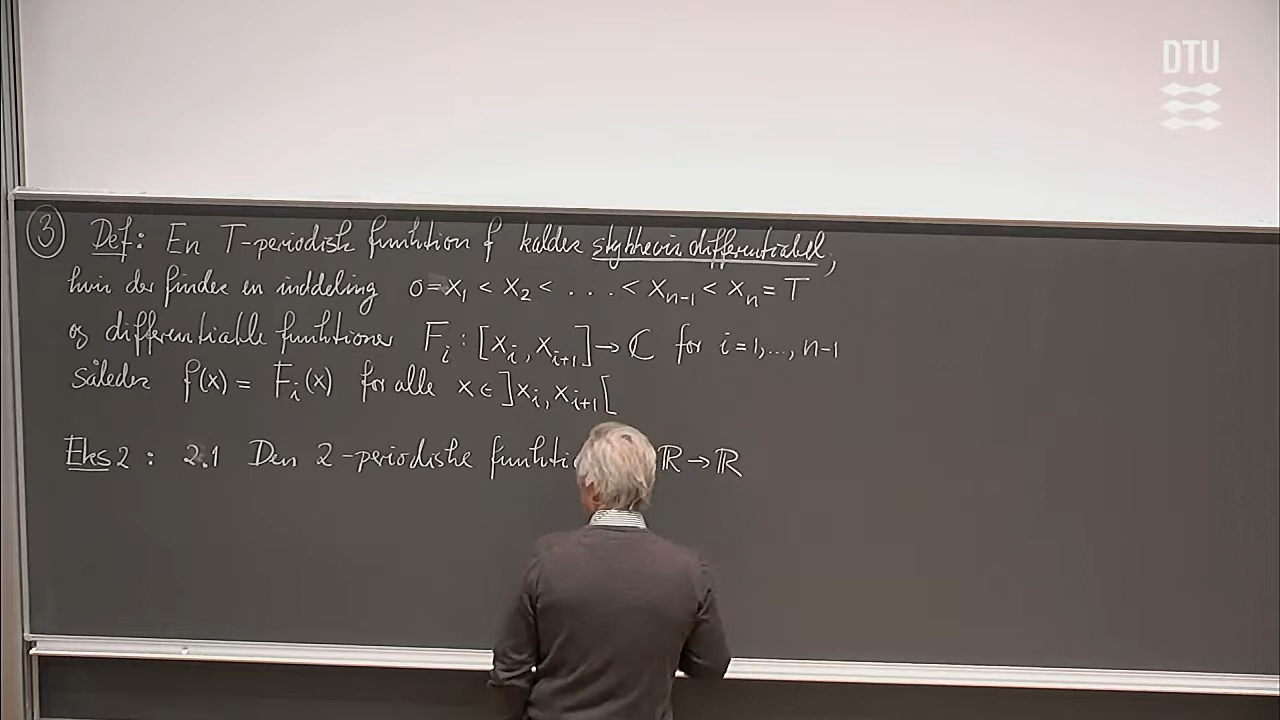 DTU
③ Def: En T-periodisk funktion f kaldes stykkevis differentiabel,
hvis der findes en inddeling 0 = x₁ < x₂ < . . . < xₙ₋₁ < xₙ = T
og differentiable funktioner Fᵢ : [xᵢ, xᵢ₊₁] → ℂ for i = 1, ..., n-1
således f(x) = Fᵢ(x) for alle x ∈ ]xᵢ, xᵢ₊₁[
Eks 2 : 2.1 Den 2-periodiske ℝ → ℝ